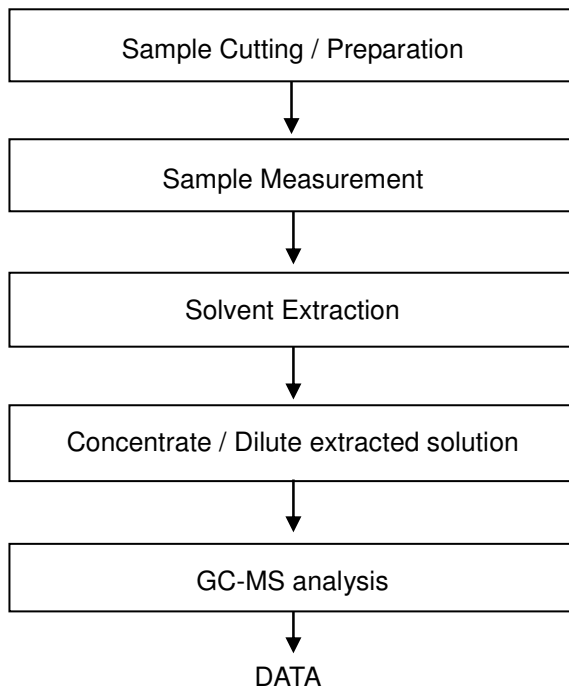 Sample Cutting / Preparation
Sample Measurement
Solvent Extraction
Concentrate / Dilute extracted solution
GC-MS analysis
DATA